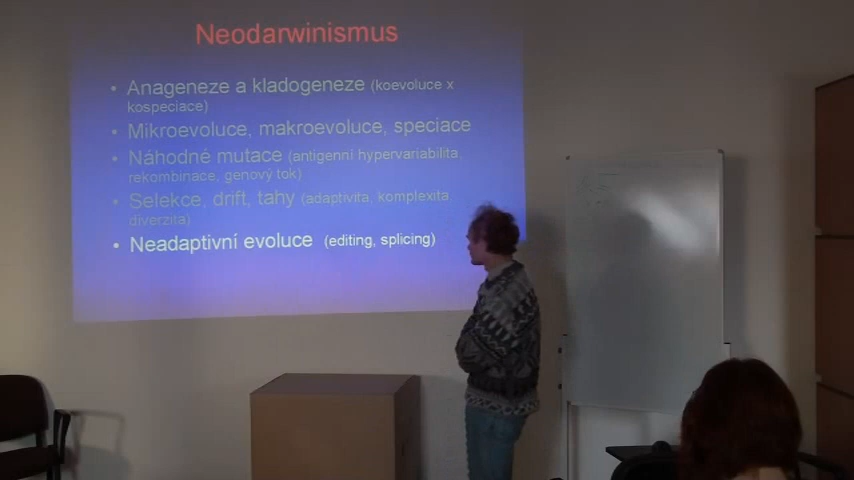 Neodarwinismus
• Anageneze a kladogeneze (koevoluce x
kospeciace)
• Mikroevoluce, makroevoluce, speciace
• Náhodné mutace (antigenní hypervariabilita,
rekombinace, genový tok)
• Selekce, drift, tahy (adaptivita, komplexita,
diverzita)
• Neadaptivní evoluce (editing, splicing)